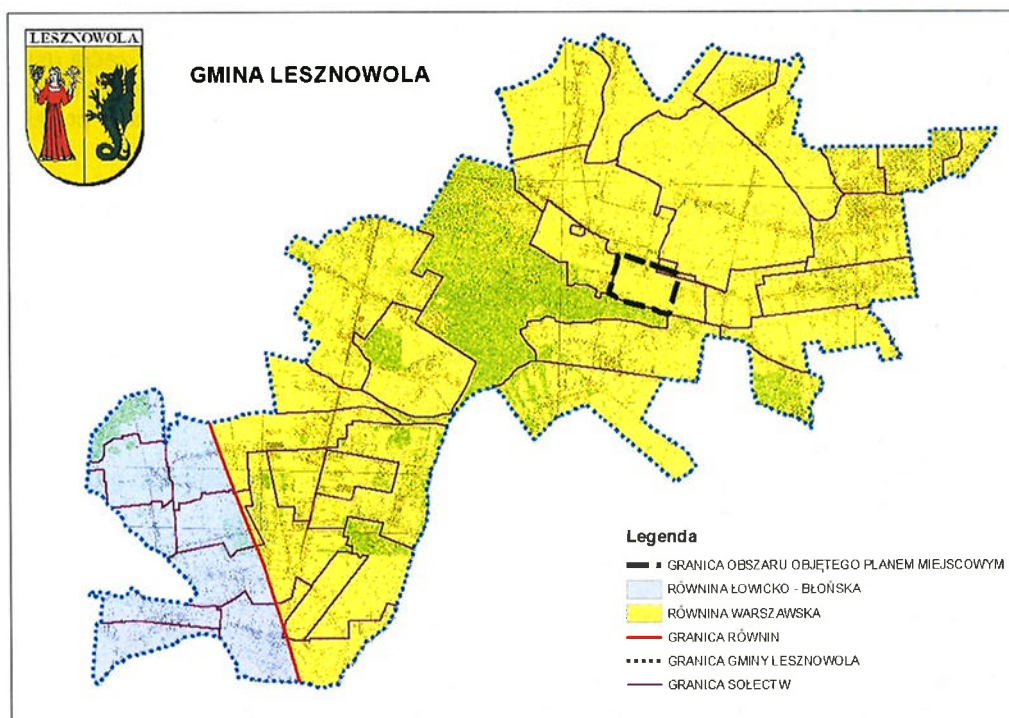 LESZNOWOLA
GMINA LESZNOWOLA
Legenda
GRANICA OBSZARU OBJĘTEGO PLANEM MIEJSCOWYM
RÓWNINA ŁOWICKO - BŁOŃSKA
RÓWNINA WARSZAWSKA
GRANICA RÓWNIN
GRANICA GMINY LESZNOWOLA
GRANICA SOŁECTW